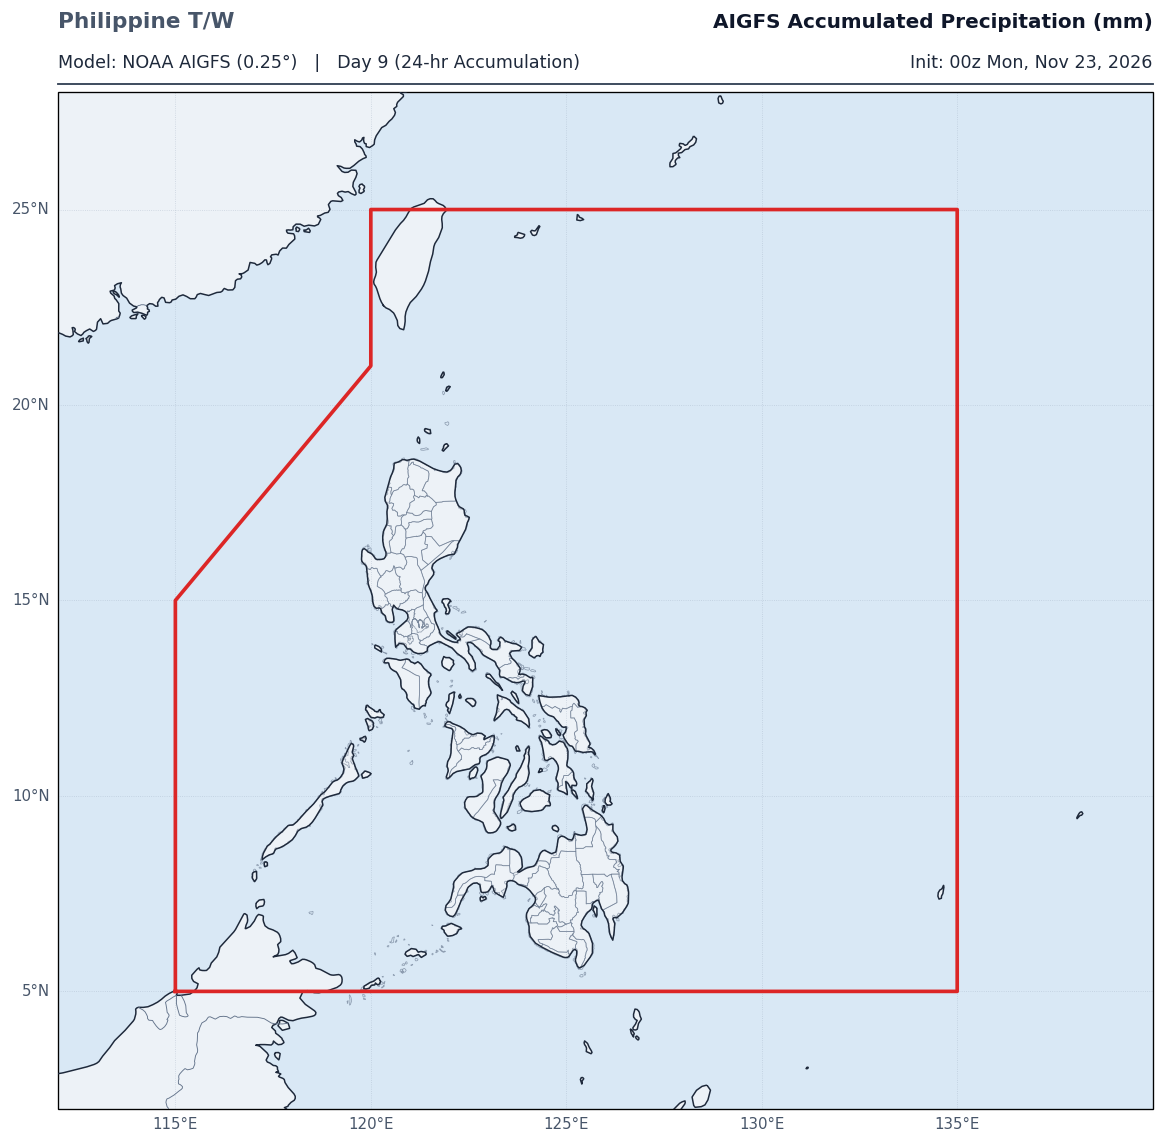 Philippine T/W
AIGFS Accumulated Precipitation (mm)
Model: NOAA AIGFS (0.25°) | Day 9 (24-hr Accumulation)
Init: 00z Mon, Nov 23, 2026
25°N
20°N
15°N
10°N
5°N
115°E
120°E
125°E
130°E
135°E